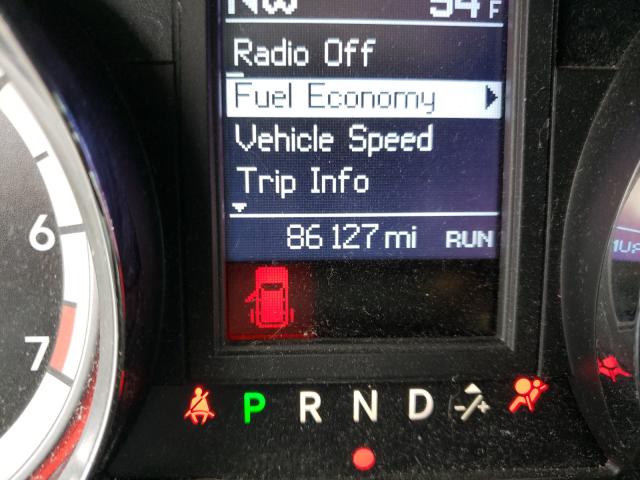 NW 54 F
Radio Off
Fuel Economy
Vehicle Speed
Trip Info
86127 mi RUN
6
7
P R N D -/+